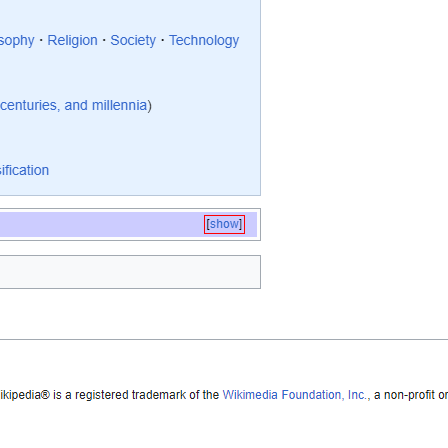 sophy · Religion · Society · Technology
centuries, and millennia)
ification
[show]
ikipedia® is a registered trademark of the Wikimedia Foundation, Inc., a non-profit or